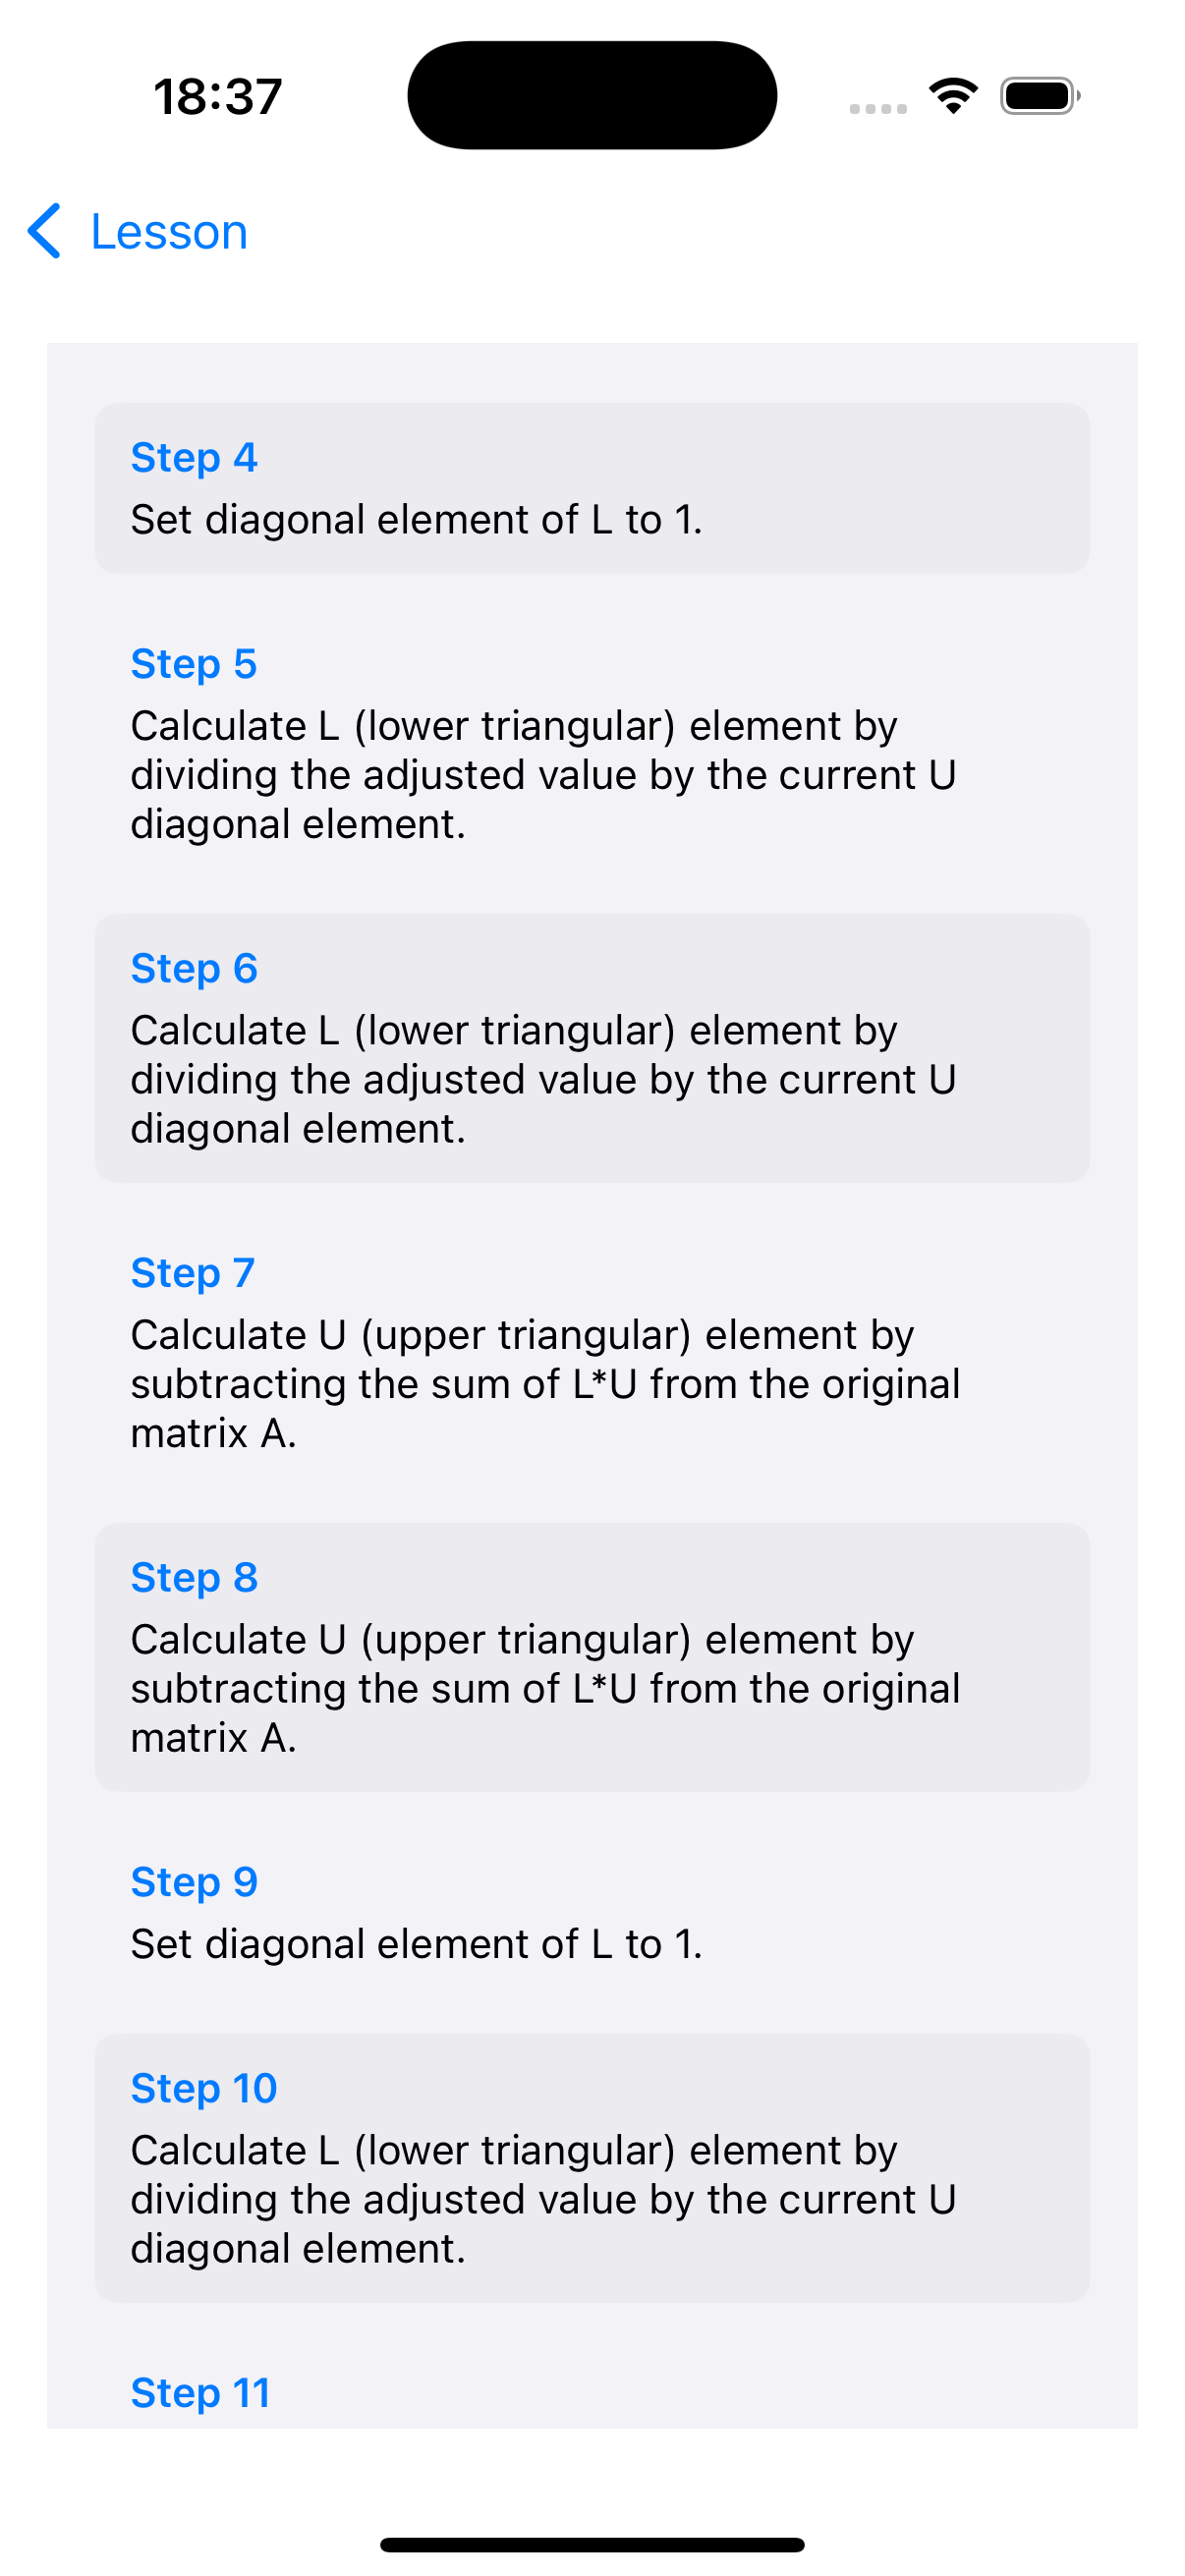 18:37
Lesson
Step 4
Set diagonal element of L to 1.
Step 5
Calculate L (lower triangular) element by
dividing the adjusted value by the current U
diagonal element.
Step 6
Calculate L (lower triangular) element by
dividing the adjusted value by the current U
diagonal element.
Step 7
Calculate U (upper triangular) element by
subtracting the sum of L*U from the original
matrix A.
Step 8
Calculate U (upper triangular) element by
subtracting the sum of L*U from the original
matrix A.
Step 9
Set diagonal element of L to 1.
Step 10
Calculate L (lower triangular) element by
dividing the adjusted value by the current U
diagonal element.
Step 11